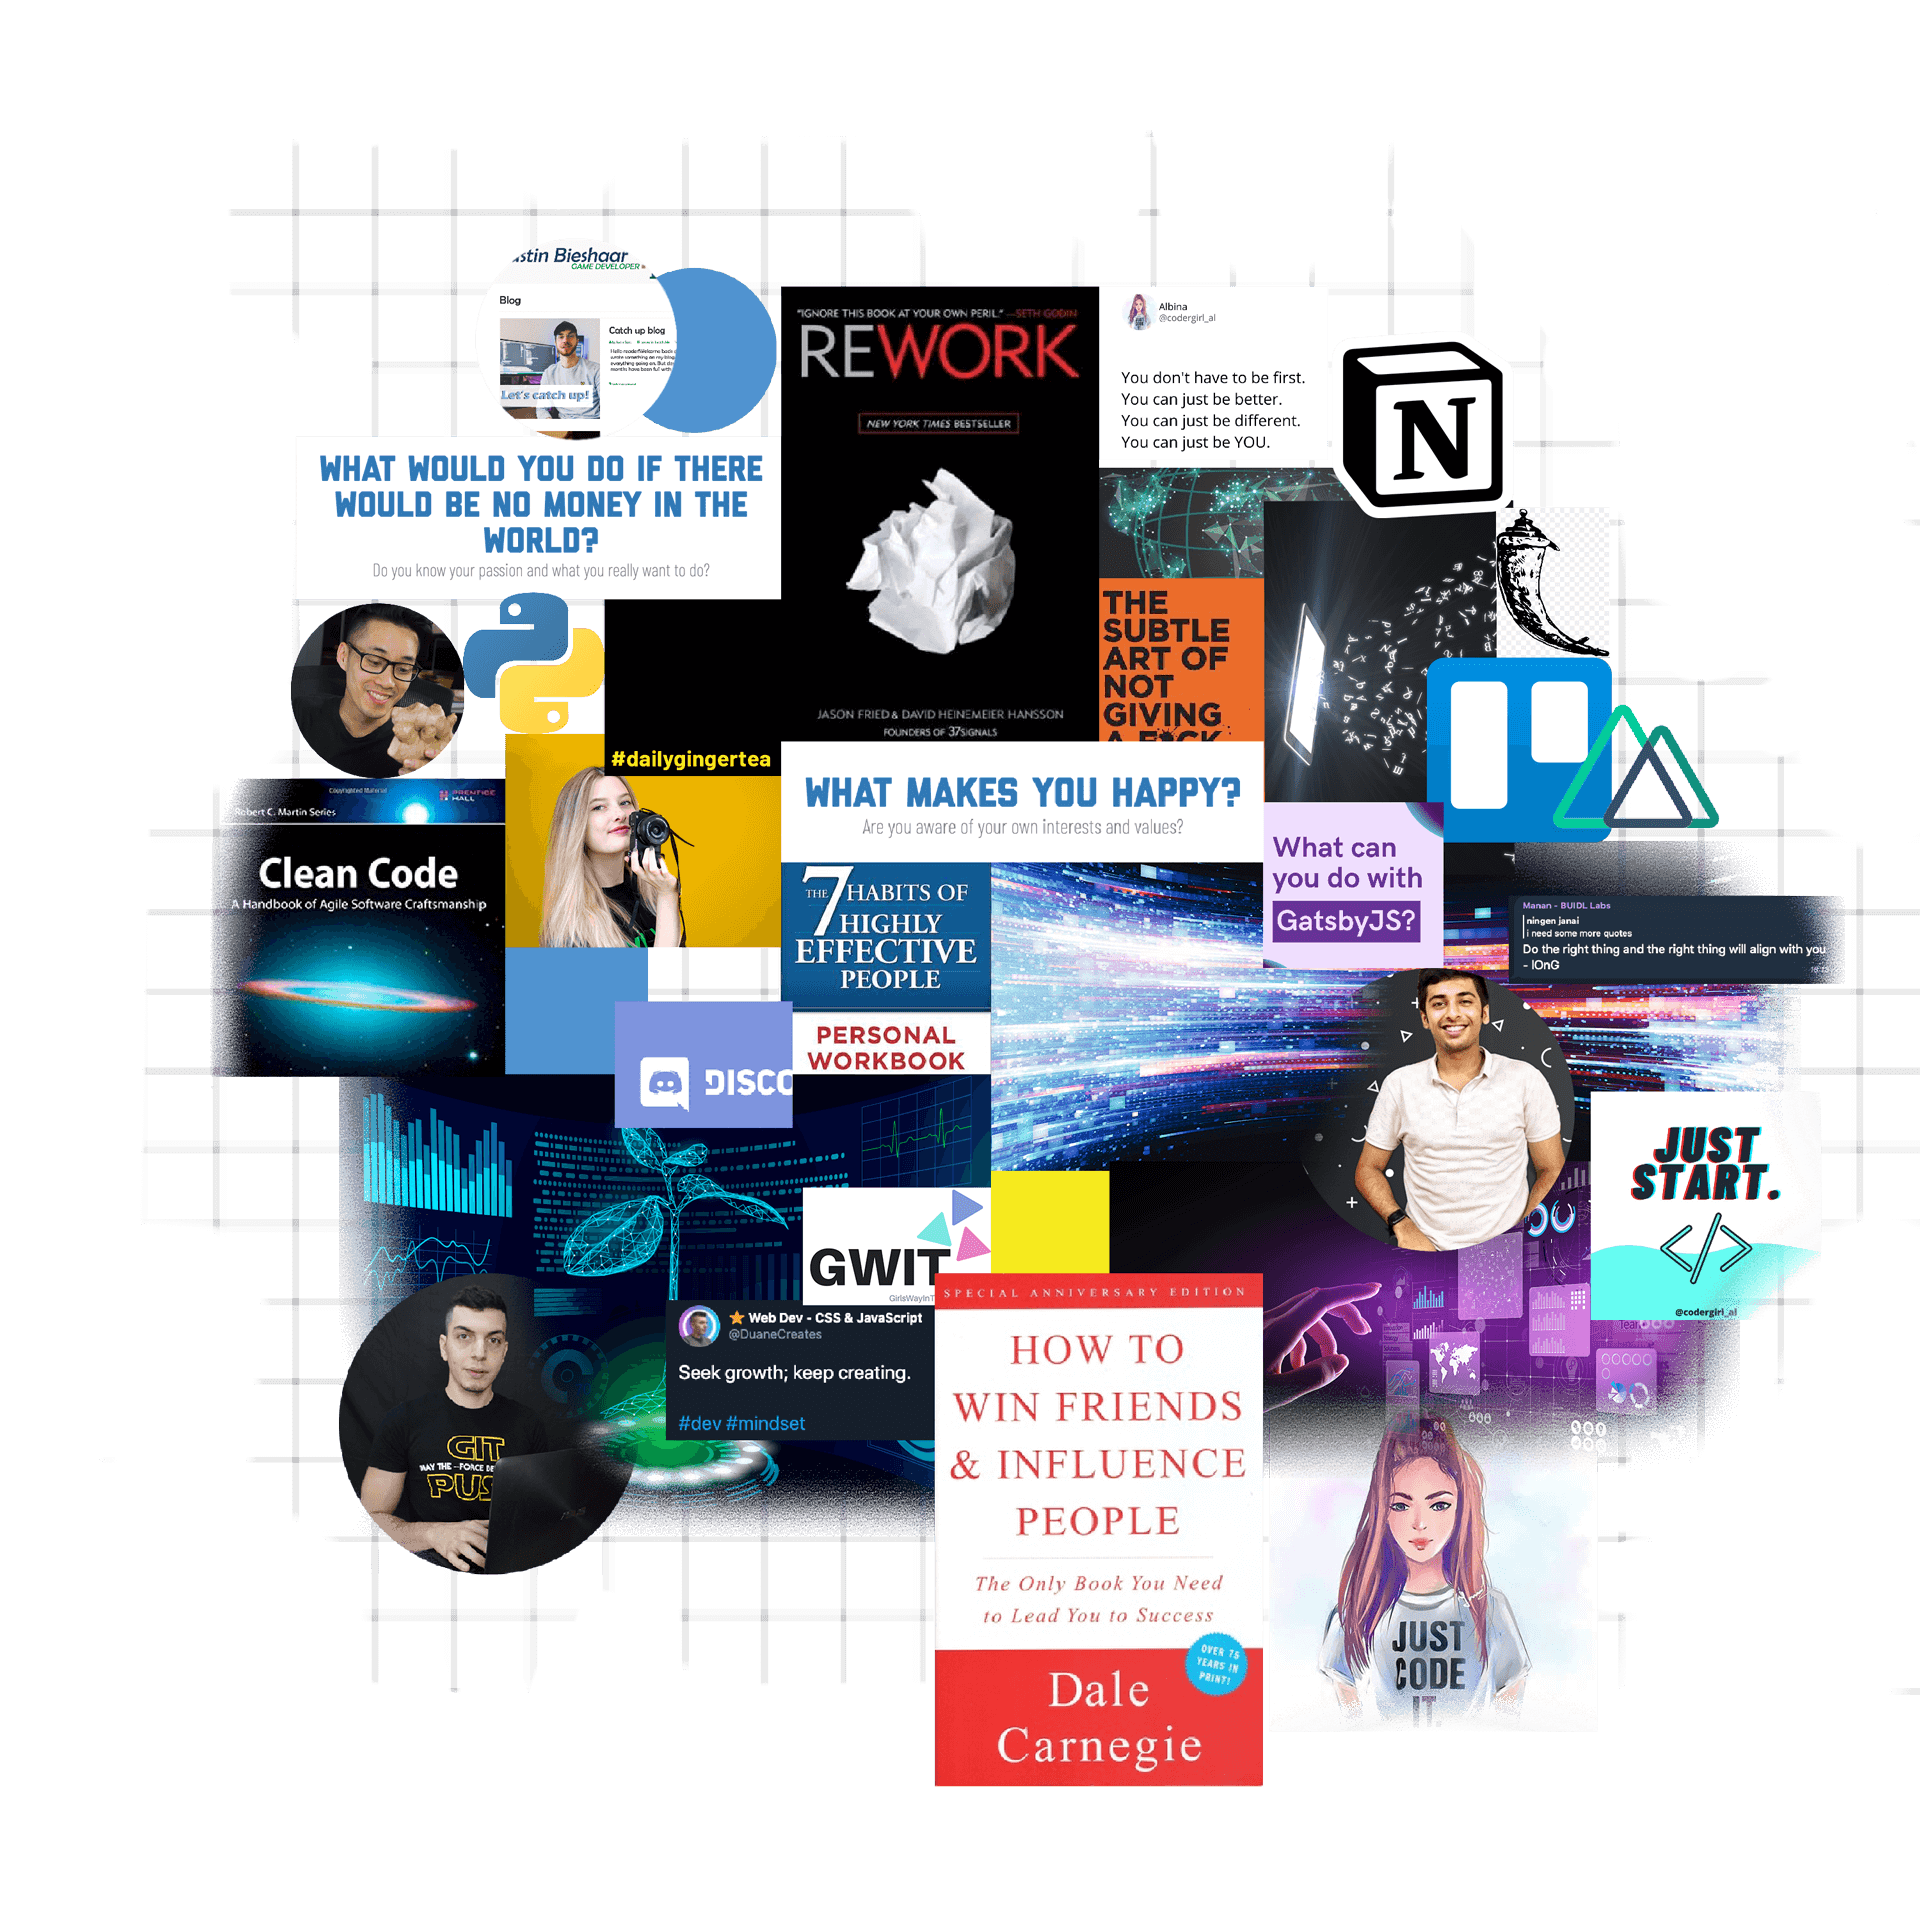 stin Bieshaar
GAME DEVELOPER
Blog
Catch up blog
Let's catch up!
WHAT WOULD YOU DO IF THERE
WOULD BE NO MONEY IN THE
WORLD?
Do you know your passion and what you really want to do?
"IGNORE THIS BOOK AT YOUR OWN PERIL." —SETH GODIN
REWORK
NEW YORK TIMES BESTSELLER
JASON FRIED & DAVID HEINEMEIER HANSSON
FOUNDERS OF 37SIGNALS
Albina
@codergirl_al
You don't have to be first.
You can just be better.
You can just be different.
You can just be YOU.
N
THE
SUBTLE
ART OF
NOT
GIVING
A F*CK
#dailygingertea
WHAT MAKES YOU HAPPY?
Are you aware of your own interests and values?
Copyrighted Material
PRENTICE
HALL
Robert C. Martin Series
Clean Code
A Handbook of Agile Software Craftsmanship
THE 7 HABITS OF
HIGHLY
EFFECTIVE
PEOPLE
PERSONAL
WORKBOOK
What can
you do with
GatsbyJS?
Manan - BUIDL Labs
ningen janai
i need some more quotes
Do the right thing and the right thing will align with you
- lOnG
DISCO
GWIT
GirlsWayInT
Web Dev - CSS & JavaScript
@DuaneCreates
Seek growth; keep creating.
#dev #mindset
GIT
MAY THE FORCE BE
PUS
JUST
START.
</>
@codergirl_al
SPECIAL ANNIVERSARY EDITION
HOW TO
WIN FRIENDS
& INFLUENCE
PEOPLE
The Only Book You Need
to Lead You to Success
OVER 75
YEARS IN
PRINT!
Dale
Carnegie
JUST
CODE
IT.